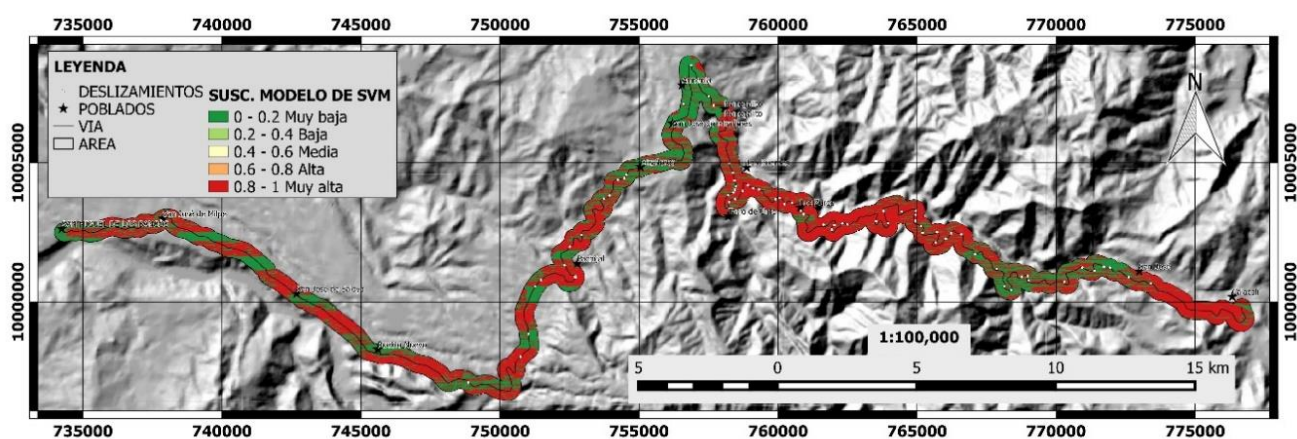 735000 740000 745000 750000 755000 760000 765000 770000 775000
LEYENDA
DESLIZAMIENTOS
POBLADOS
VIA
AREA
SUSC. MODELO DE SVM
0 - 0.2 Muy baja
0.2 - 0.4 Baja
0.4 - 0.6 Media
0.6 - 0.8 Alta
0.8 - 1 Muy alta
N
10005000
10005000
10000000
10000000
1:100,000
5 0 5 10 15 km
735000 740000 745000 750000 755000 760000 765000 770000 775000